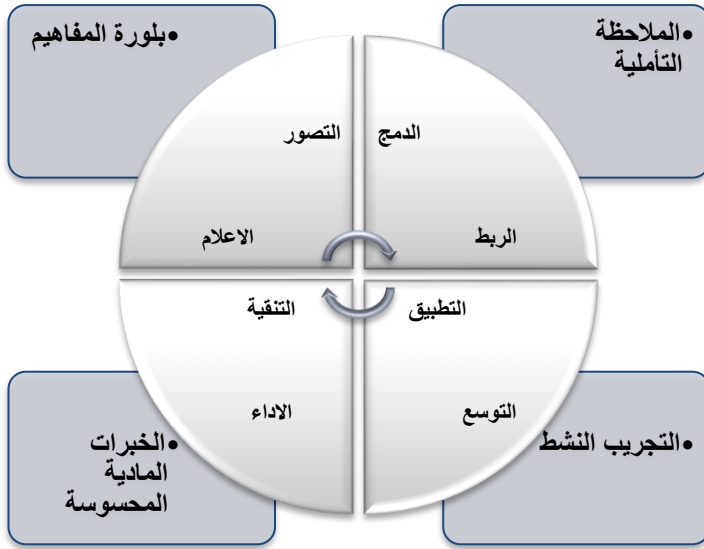 •الملاحظة
التأملية
•بلورة المفاهيم
الدمج
التصور
الربط
الاعلام
التطبيق
التنقية
التوسع
الاداء
•التجريب النشط
•الخبرات
المادية
المحسوسة